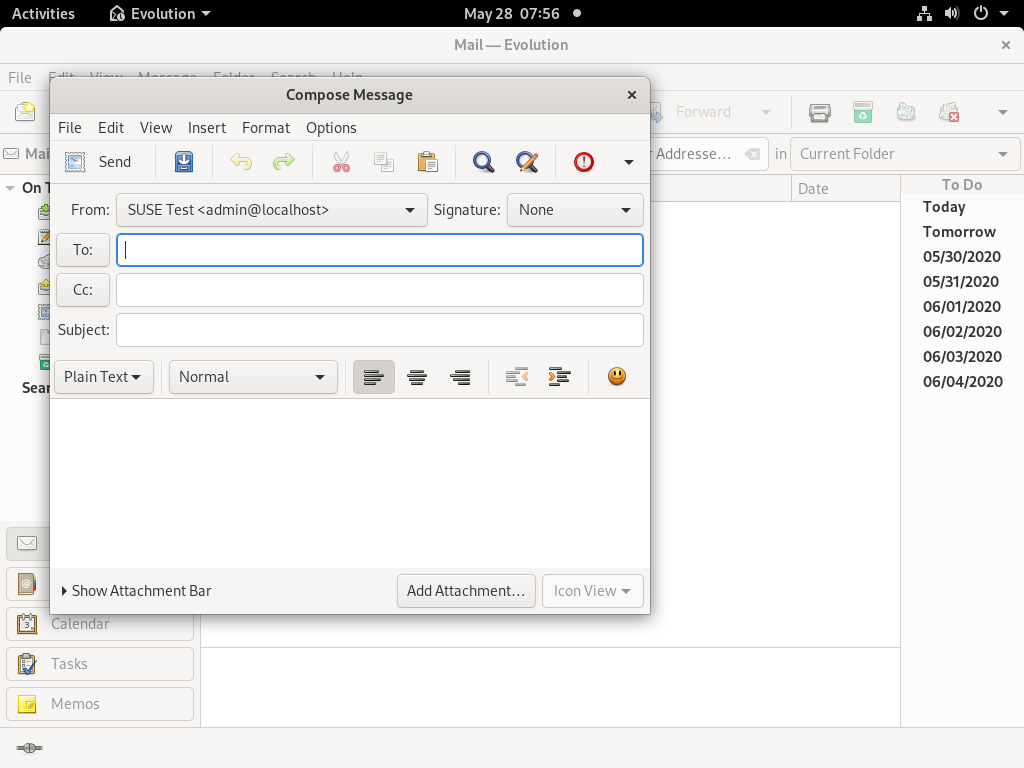 Activities Evolution May 28 07:56
Mail — Evolution
File Edit View Message Folder Search Help
Compose Message
File Edit View Insert Format Options
Forward
Send
Mai
r Addresse… in Current Folder
On T
Date
To Do
From: SUSE Test <admin@localhost> Signature: None
Today
To:
Tomorrow
05/30/2020
Cc:
05/31/2020
06/01/2020
Subject:
06/02/2020
06/03/2020
Plain Text Normal
06/04/2020
Sear
Show Attachment Bar Add Attachment… Icon View
Calendar
Tasks
Memos